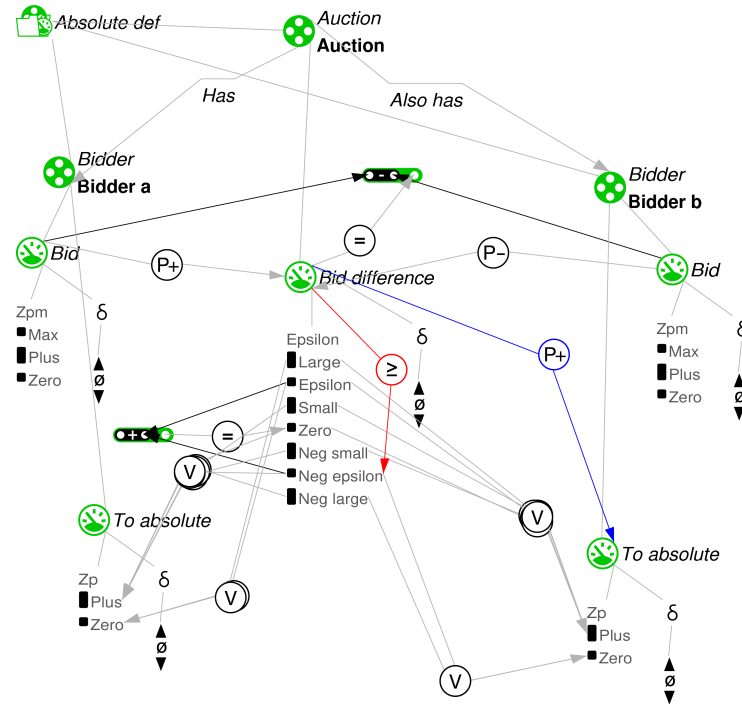 Absolute def
Auction
Auction
Has
Also has
Bidder
Bidder a
-
Bidder
Bidder b
=
Bid
P+
Bid difference
P−
Bid
Zpm
Max
Plus
Zero
δ
ø
Epsilon
Large
Epsilon
Small
Zero
Neg small
Neg epsilon
Neg large
δ
ø
≥
P+
Zpm
Max
Plus
Zero
δ
ø
+
=
V
V
To absolute
To absolute
Zp
Plus
Zero
δ
ø
V
V
Zp
Plus
Zero
δ
ø